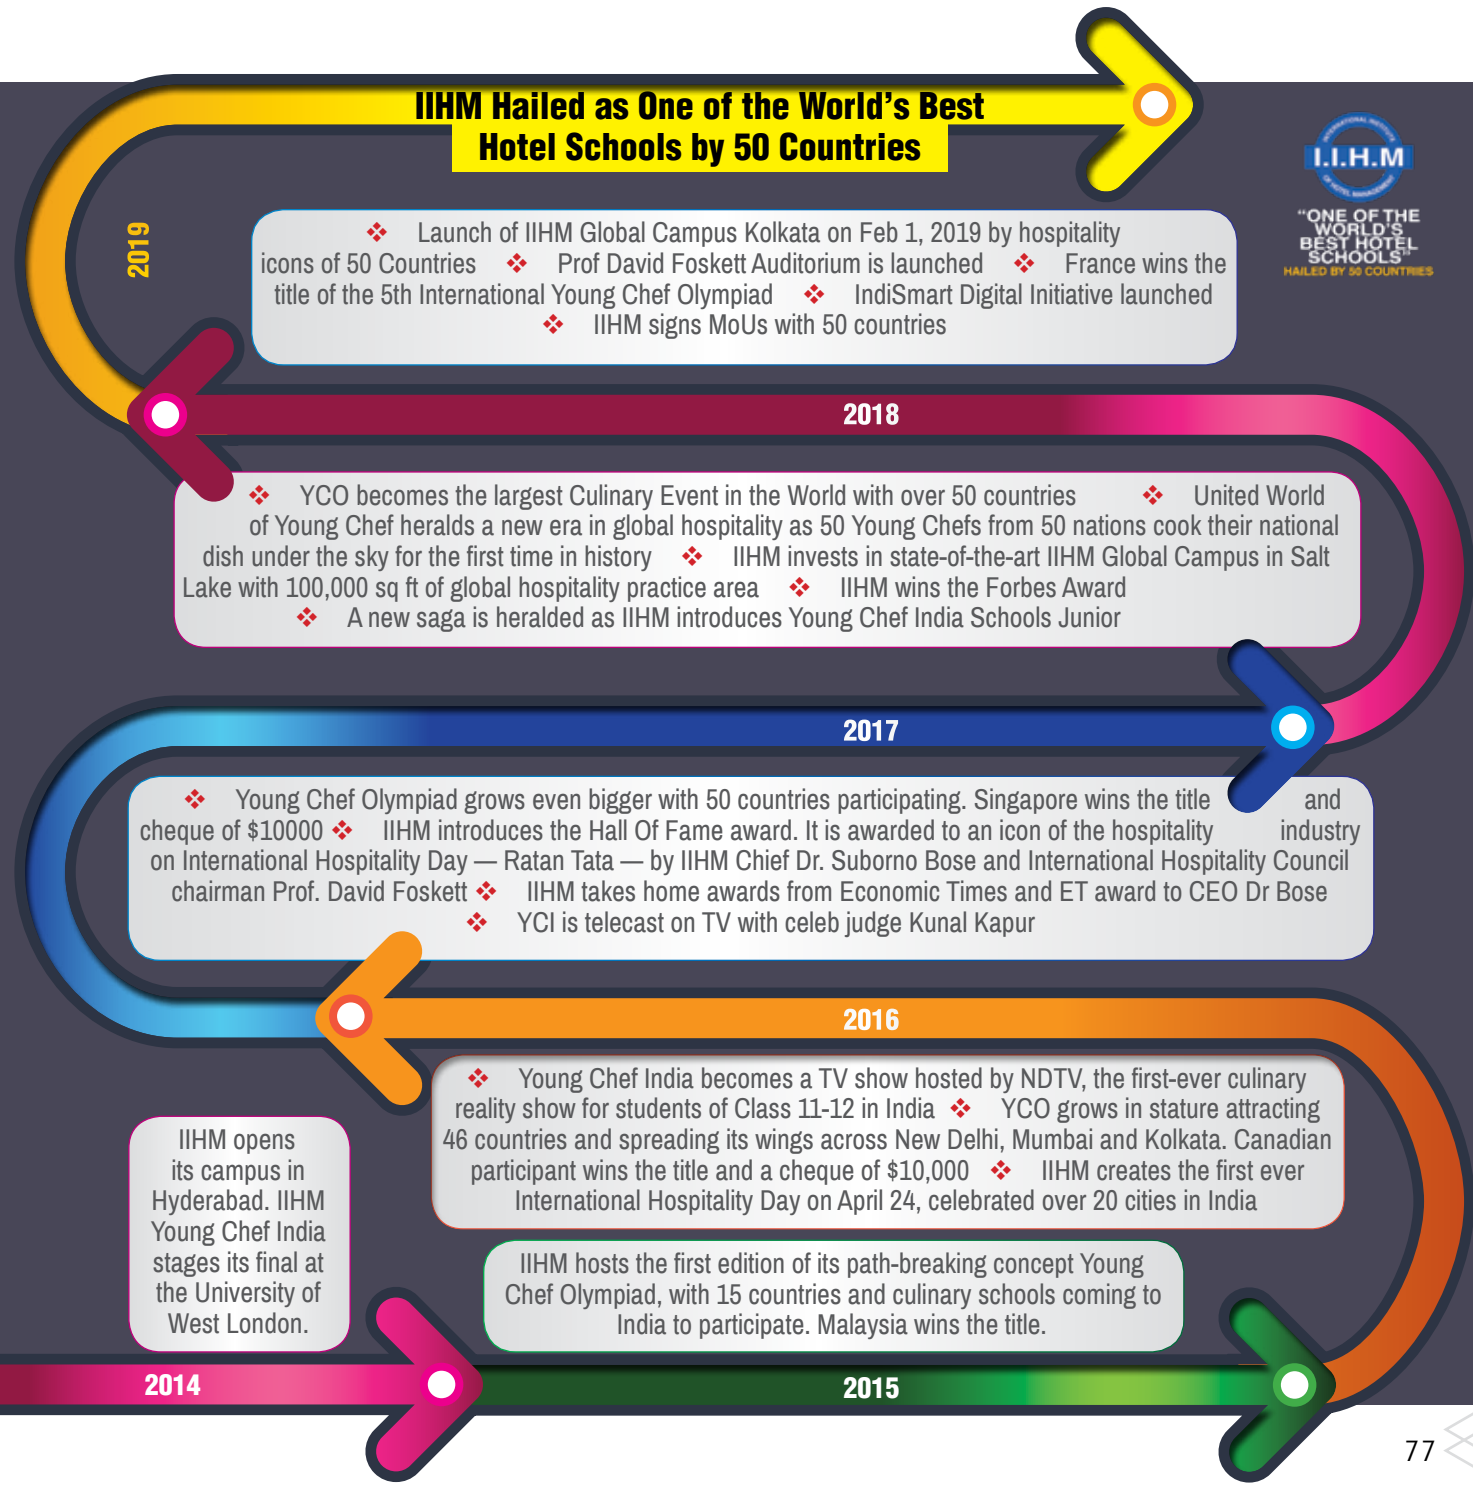 IIHM Hailed as One of the World's Best
Hotel Schools by 50 Countries
INTERNATIONAL INSTITUTE
I.I.H.M
OF HOTEL MANAGEMENT
"ONE OF THE
WORLD'S
BEST HOTEL
SCHOOLS"
HAILED BY 50 COUNTRIES
2019
❖ Launch of IIHM Global Campus Kolkata on Feb 1, 2019 by hospitality
icons of 50 Countries ❖ Prof David Foskett Auditorium is launched ❖ France wins the
title of the 5th International Young Chef Olympiad ❖ IndiSmart Digital Initiative launched
❖ IIHM signs MoUs with 50 countries
2018
❖ YCO becomes the largest Culinary Event in the World with over 50 countries ❖ United World
of Young Chef heralds a new era in global hospitality as 50 Young Chefs from 50 nations cook their national
dish under the sky for the first time in history ❖ IIHM invests in state-of-the-art IIHM Global Campus in Salt
Lake with 100,000 sq ft of global hospitality practice area ❖ IIHM wins the Forbes Award
❖ A new saga is heralded as IIHM introduces Young Chef India Schools Junior
2017
❖ Young Chef Olympiad grows even bigger with 50 countries participating. Singapore wins the title and
cheque of $10000 ❖ IIHM introduces the Hall Of Fame award. It is awarded to an icon of the hospitality industry
on International Hospitality Day — Ratan Tata — by IIHM Chief Dr. Suborno Bose and International Hospitality Council
chairman Prof. David Foskett ❖ IIHM takes home awards from Economic Times and ET award to CEO Dr Bose
❖ YCI is telecast on TV with celeb judge Kunal Kapur
2016
❖ Young Chef India becomes a TV show hosted by NDTV, the first-ever culinary
reality show for students of Class 11-12 in India ❖ YCO grows in stature attracting
46 countries and spreading its wings across New Delhi, Mumbai and Kolkata. Canadian
participant wins the title and a cheque of $10,000 ❖ IIHM creates the first ever
International Hospitality Day on April 24, celebrated over 20 cities in India
IIHM opens
its campus in
Hyderabad. IIHM
Young Chef India
stages its final at
the University of
West London.
IIHM hosts the first edition of its path-breaking concept Young
Chef Olympiad, with 15 countries and culinary schools coming to
India to participate. Malaysia wins the title.
2014
2015
77